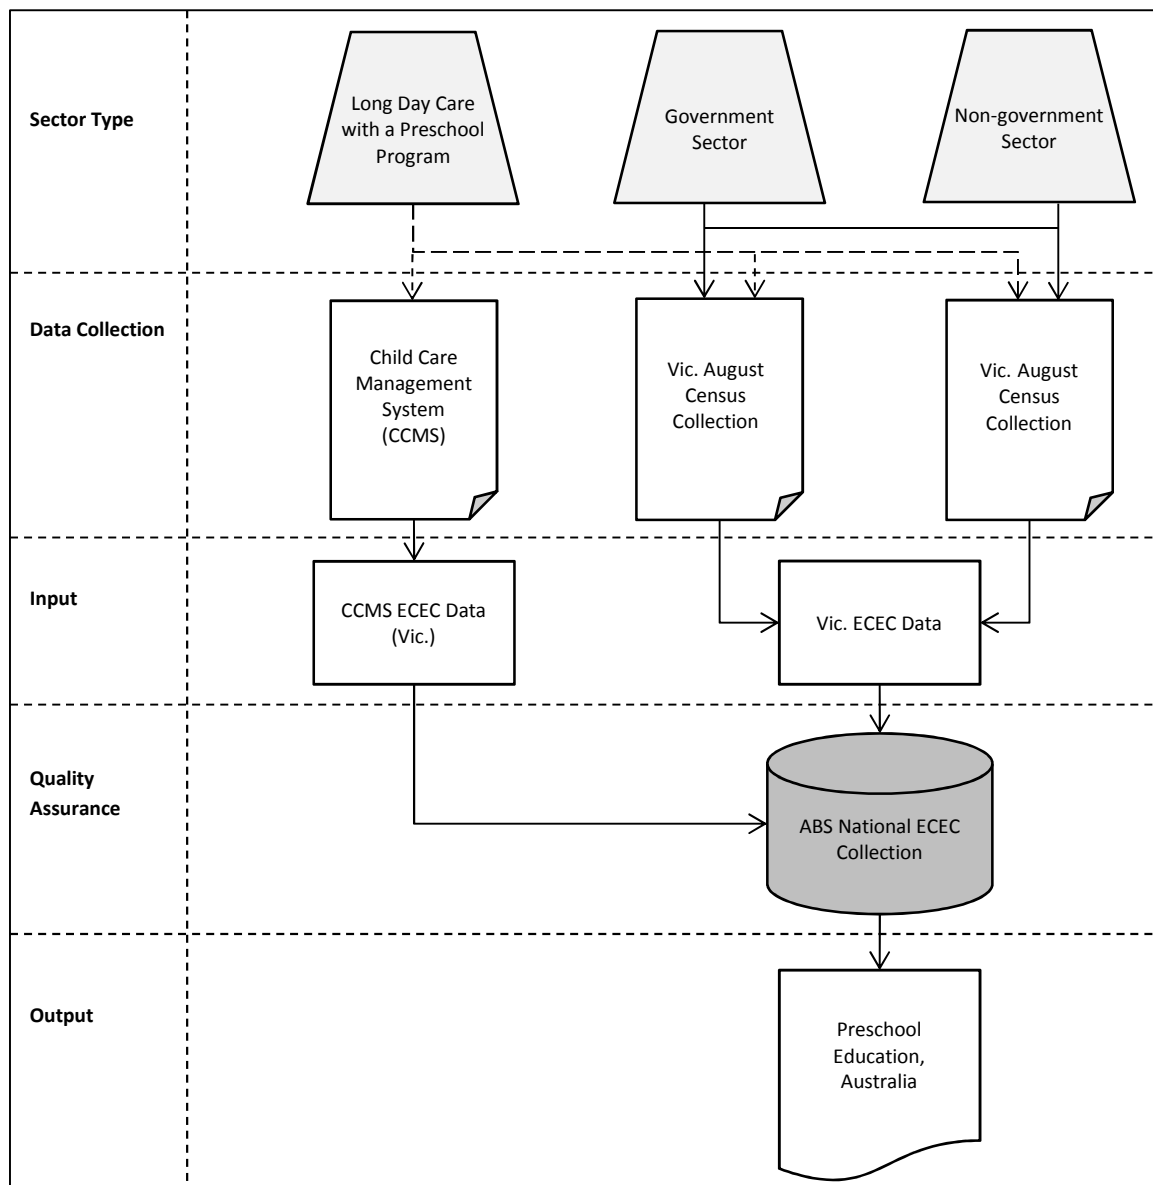 Sector Type
Long Day Care
with a Preschool
Program
Government
Sector
Non-government
Sector
Data Collection
Child Care
Management
System
(CCMS)
Vic. August
Census
Collection
Vic. August
Census
Collection
Input
CCMS ECEC Data
(Vic.)
Vic. ECEC Data
Quality
Assurance
ABS National ECEC
Collection
Output
Preschool
Education,
Australia